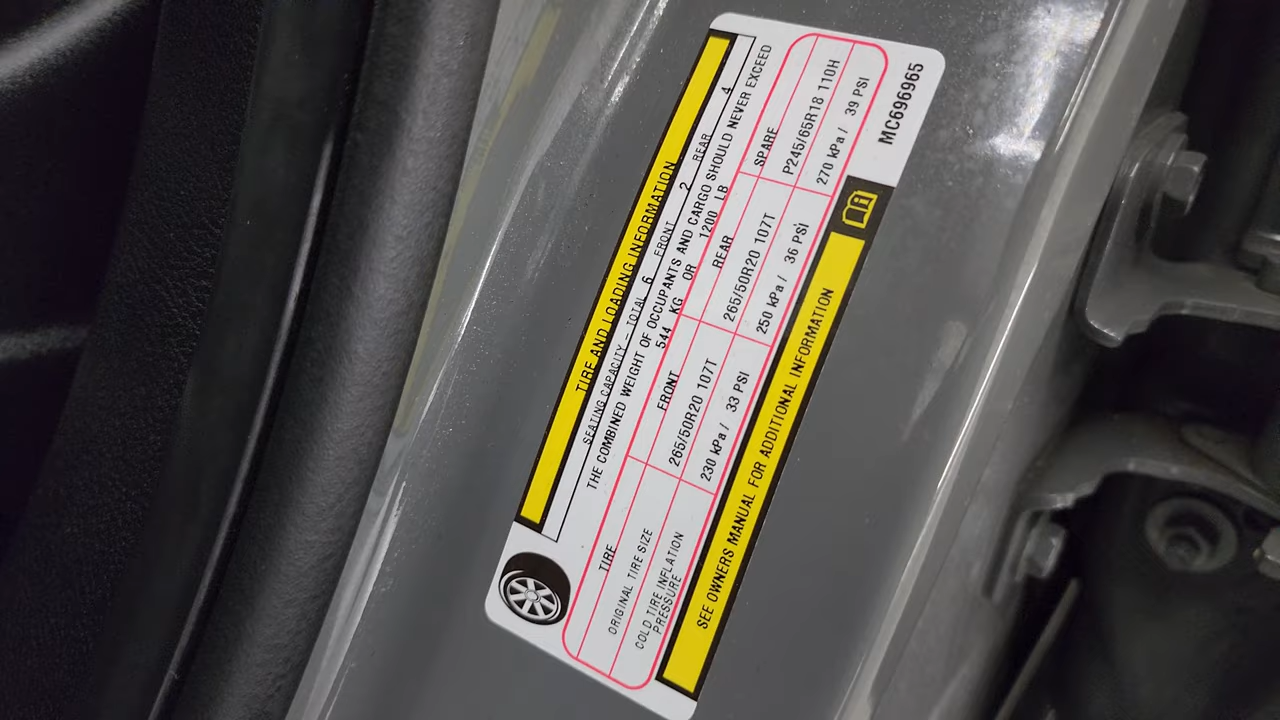 TIRE AND LOADING INFORMATION
SEATING CAPACITY - TOTAL 6 FRONT 2 REAR 4
THE COMBINED WEIGHT OF OCCUPANTS AND CARGO SHOULD NEVER EXCEED
544 KG OR 1200 LB
TIRE FRONT REAR SPARE
ORIGINAL TIRE SIZE 265/50R20 107T 265/50R20 107T P245/65R18 110H
COLD TIRE INFLATION PRESSURE 230 kPa / 33 PSI 250 kPa / 36 PSI 270 kPa / 39 PSI
SEE OWNERS MANUAL FOR ADDITIONAL INFORMATION
MC696965